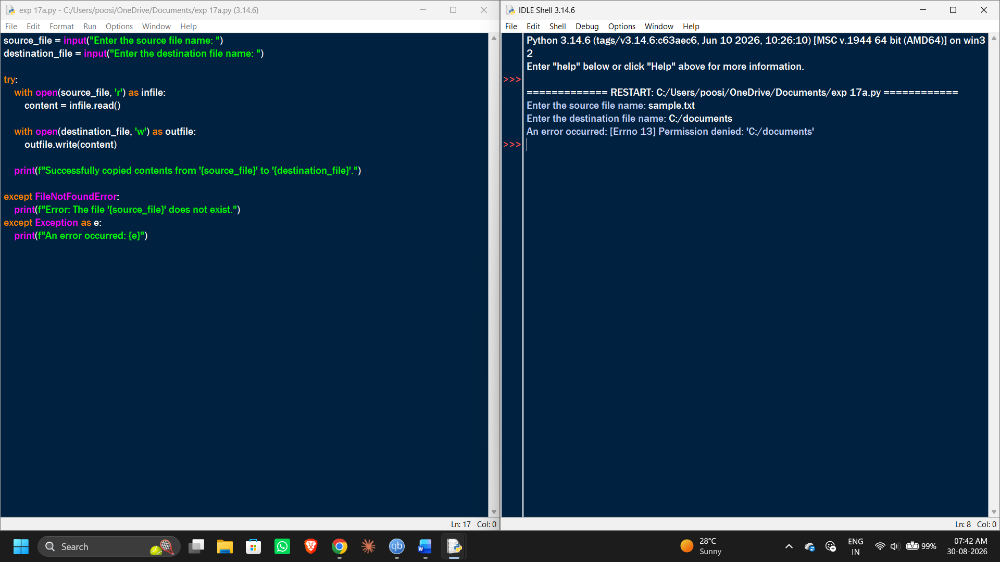 exp 17a.py - C:/Users/poosi/OneDrive/Documents/exp 17a.py (3.14.6)
File Edit Format Run Options Window Help
source_file = input("Enter the source file name: ")
destination_file = input("Enter the destination file name: ")
try:
    with open(source_file, 'r') as infile:
        content = infile.read()
    with open(destination_file, 'w') as outfile:
        outfile.write(content)
    print(f"Successfully copied contents from '{source_file}' to '{destination_file}'.")
except FileNotFoundError:
    print(f"Error: The file '{source_file}' does not exist.")
except Exception as e:
    print(f"An error occurred: {e}")
Ln: 17 Col: 0
IDLE Shell 3.14.6
File Edit Shell Debug Options Window Help
Python 3.14.6 (tags/v3.14.6:c63aec6, Jun 10 2026, 10:26:10) [MSC v.1944 64 bit (AMD64)] on win3
2
Enter "help" below or click "Help" above for more information.
>>>
============= RESTART: C:/Users/poosi/OneDrive/Documents/exp 17a.py ============
Enter the source file name: sample.txt
Enter the destination file name: C:/documents
An error occurred: [Errno 13] Permission denied: 'C:/documents'
>>>
Ln: 8 Col: 0
Search
qb
W
28°C
Sunny
ENG
IN
99%
07:42 AM
30-08-2026